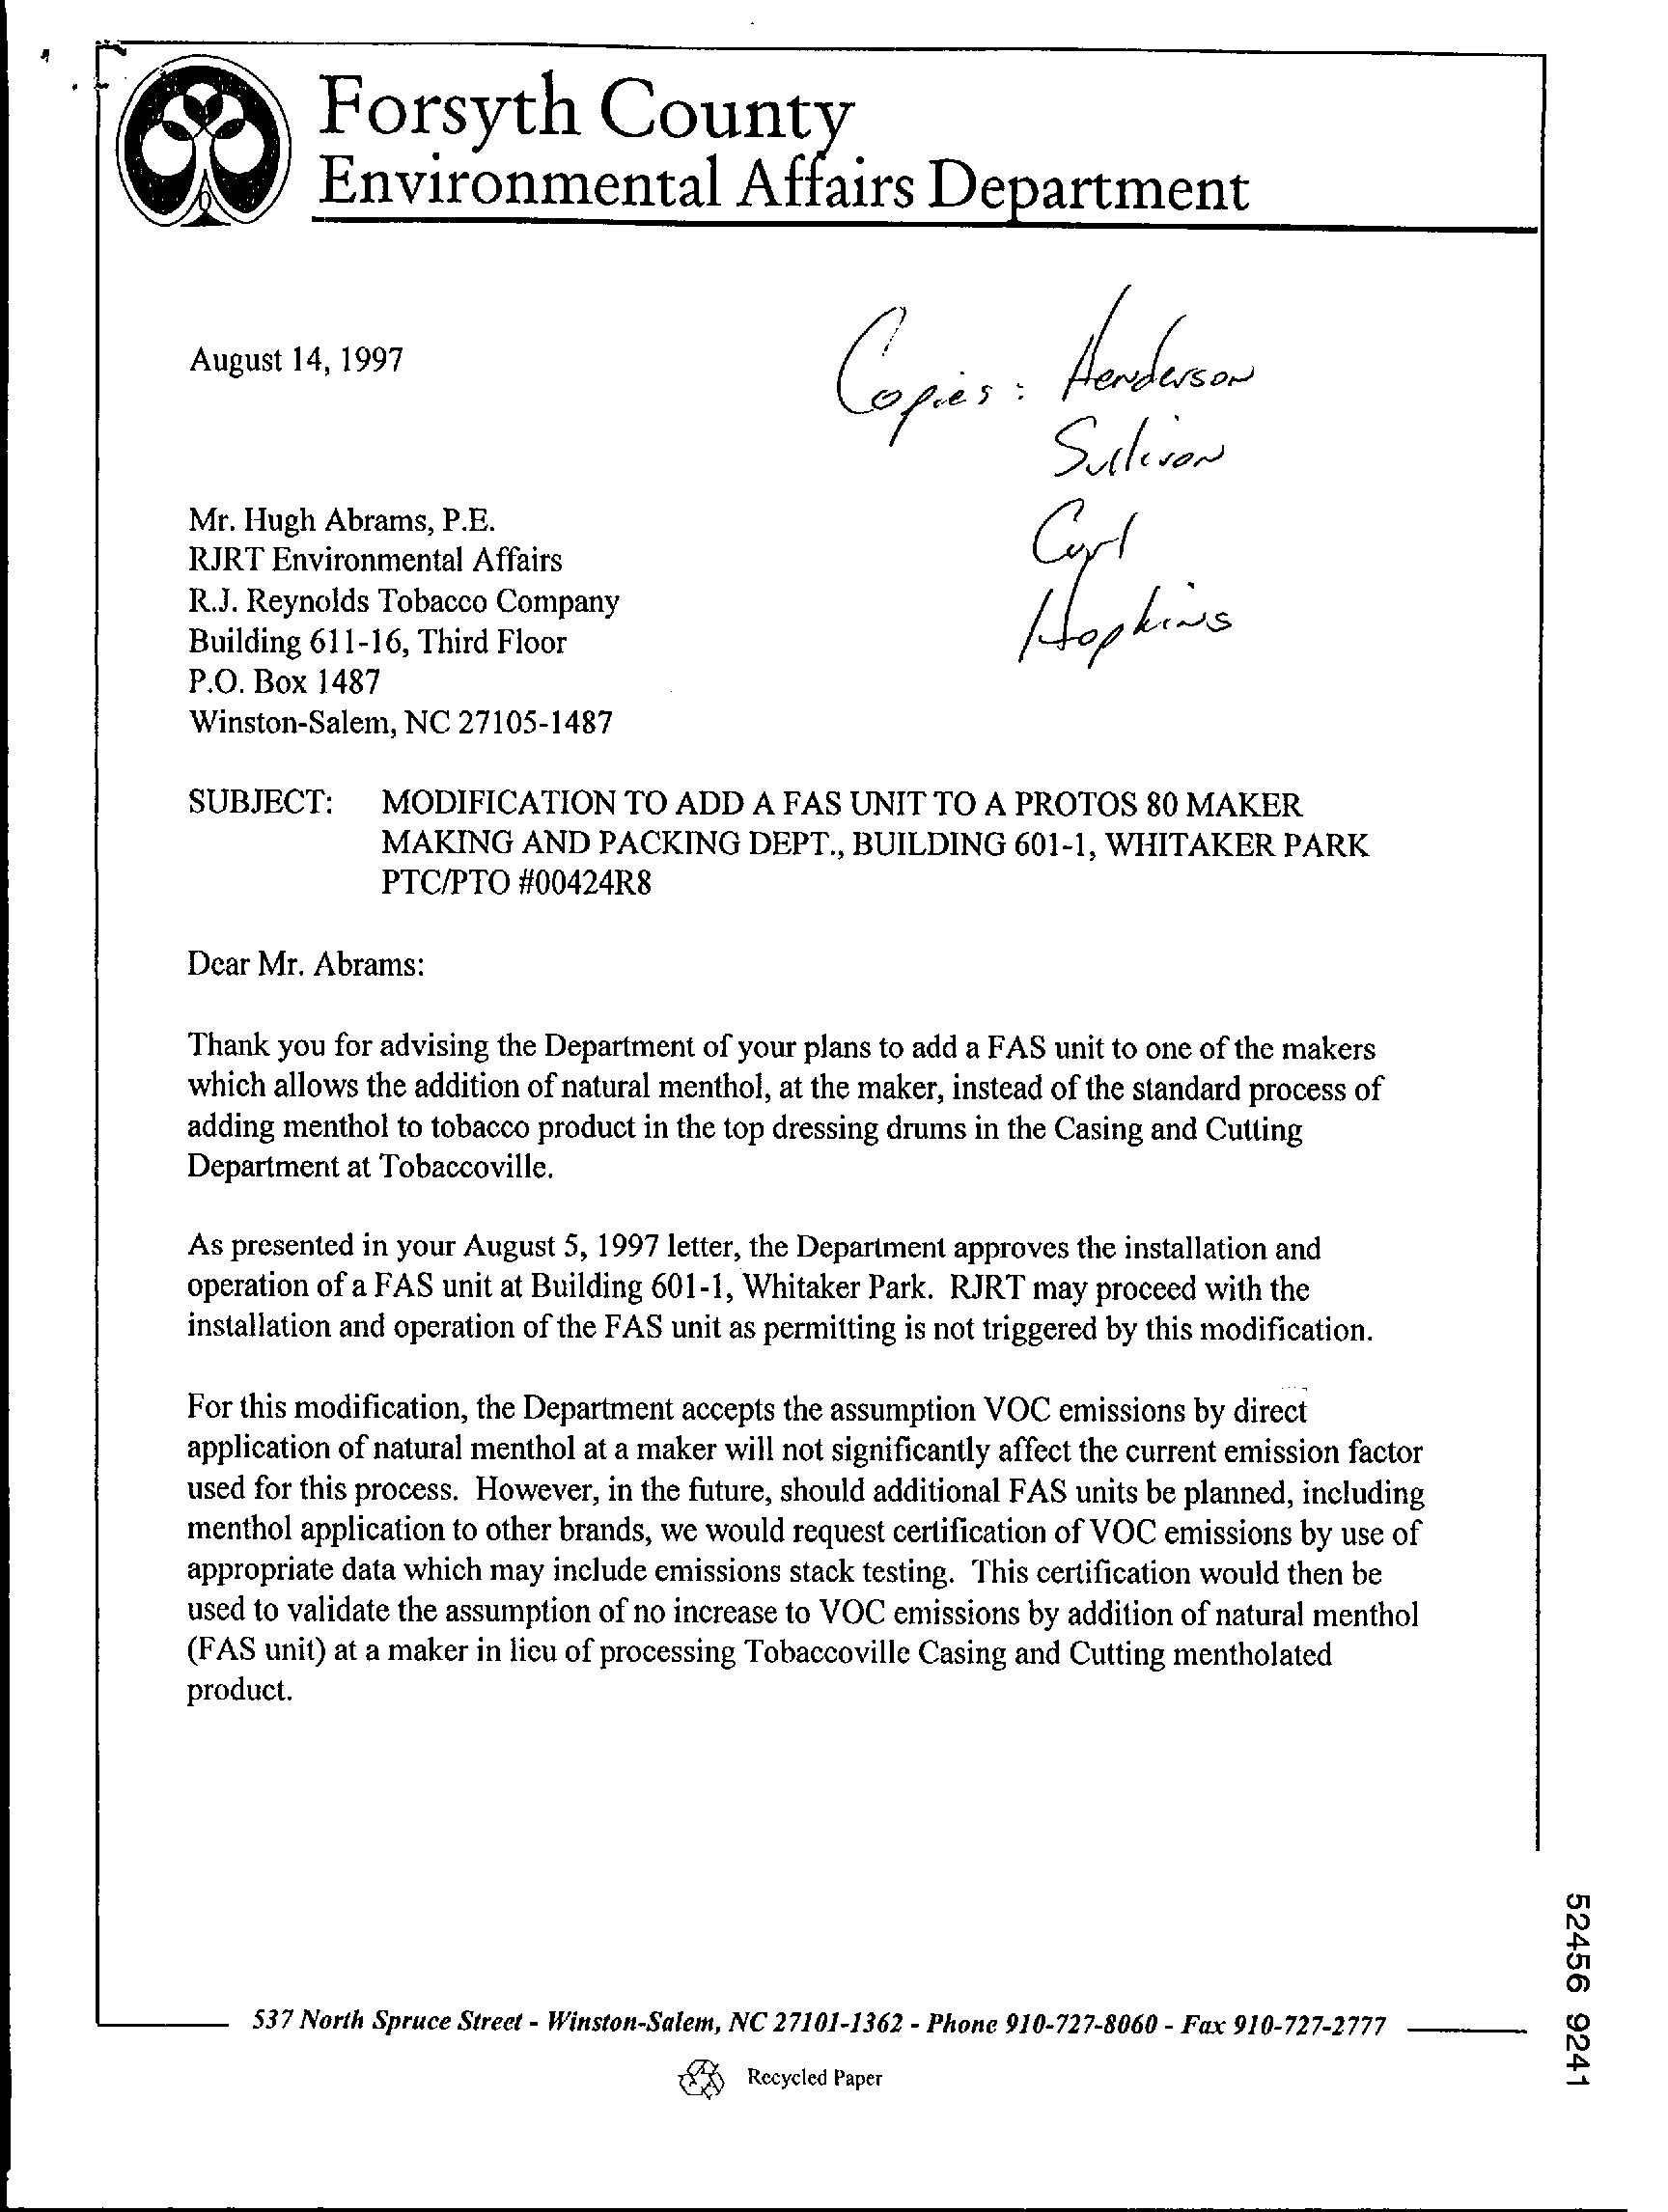 Forsyth County
Environmental Affairs Department
August 14, 1997
Copies: Henderson
Sullivan
Curl
Hopkins
Mr. Hugh Abrams, P.E.
RJRT Environmental Affairs
R.J. Reynolds Tobacco Company
Building 611-16, Third Floor
P.O. Box 1487
Winston-Salem, NC 27105-1487
SUBJECT: MODIFICATION TO ADD A FAS UNIT TO A PROTOS 80 MAKER
MAKING AND PACKING DEPT., BUILDING 601-1, WHITAKER PARK
PTC/PTO #00424R8
Dear Mr. Abrams:
Thank you for advising the Department of your plans to add a FAS unit to one of the makers
which allows the addition of natural menthol, at the maker, instead of the standard process of
adding menthol to tobacco product in the top dressing drums in the Casing and Cutting
Department at Tobaccoville.
As presented in your August 5, 1997 letter, the Department approves the installation and
operation of a FAS unit at Building 601-1, Whitaker Park. RJRT may proceed with the
installation and operation of the FAS unit as permitting is not triggered by this modification.
For this modification, the Department accepts the assumption VOC emissions by direct
application of natural menthol at a maker will not significantly affect the current emission factor
used for this process. However, in the future, should additional FAS units be planned, including
menthol application to other brands, we would request certification of VOC emissions by use of
appropriate data which may include emissions stack testing. This certification would then be
used to validate the assumption of no increase to VOC emissions by addition of natural menthol
(FAS unit) at a maker in lieu of processing Tobaccoville Casing and Cutting mentholated
product.
537 North Spruce Street - Winston-Salem, NC 27101-1362 - Phone 910-727-8060 - Fax 910-727-2777
Recycled Paper
52456 9241